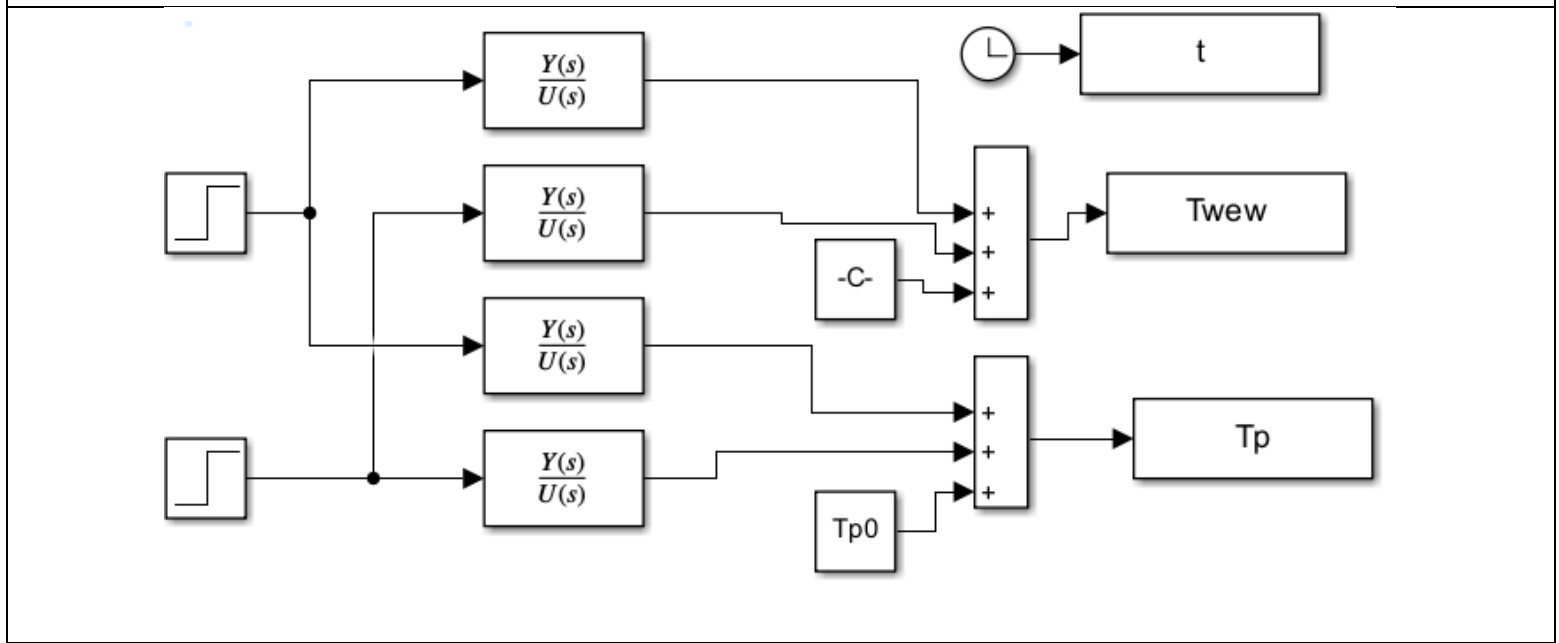 Y(s)
U(s)
t
Y(s)
U(s)
+
+
+
Twew
-C-
Y(s)
U(s)
+
+
+
Tp
Y(s)
U(s)
Tp0